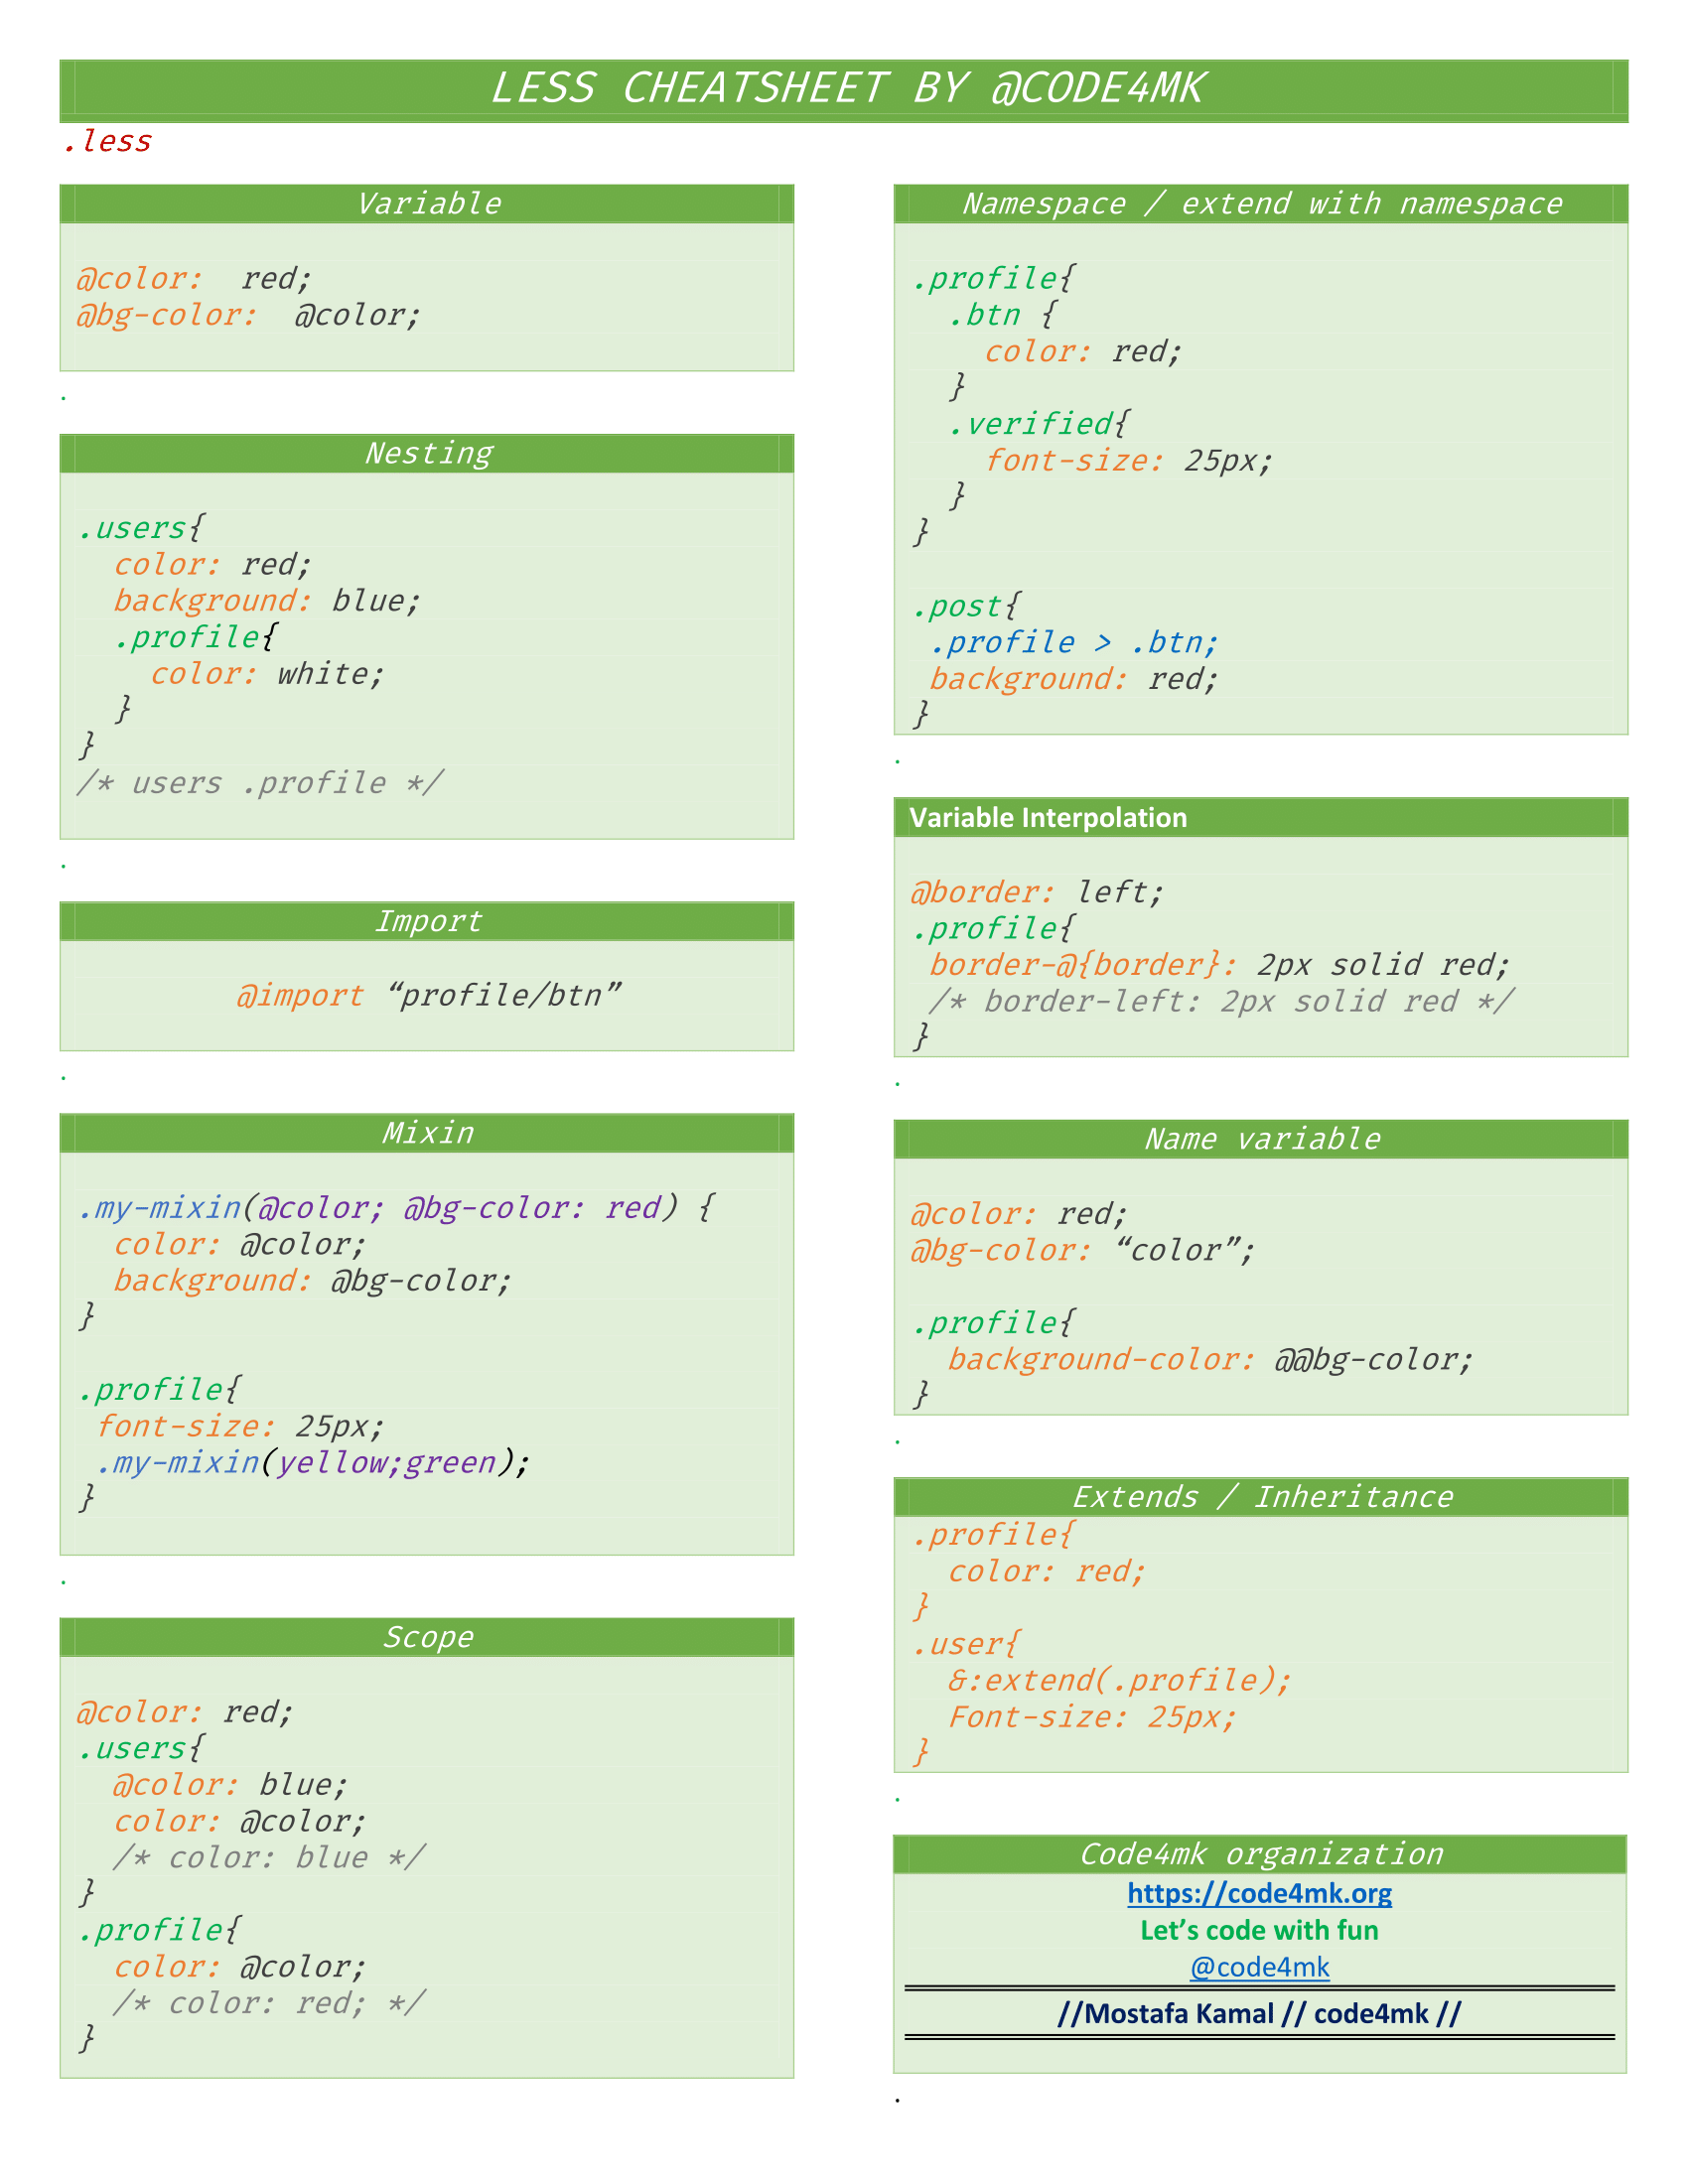 LESS CHEATSHEET BY @CODE4MK
.less
Variable
@color:  red;
@bg-color:  @color;
.
Nesting
.users{
  color: red;
  background: blue;
  .profile{
    color: white;
  }
}
/* users .profile */
.
Import
@import “profile/btn”
.
Mixin
.my-mixin(@color; @bg-color: red) {
  color: @color;
  background: @bg-color;
}
.profile{
 font-size: 25px;
 .my-mixin(yellow;green);
}
.
Scope
@color: red;
.users{
  @color: blue;
  color: @color;
  /* color: blue */
}
.profile{
  color: @color;
  /* color: red; */
}
Namespace / extend with namespace
.profile{
  .btn {
    color: red;
  }
  .verified{
    font-size: 25px;
  }
}
.post{
 .profile > .btn;
 background: red;
}
.
Variable Interpolation
@border: left;
.profile{
 border-@{border}: 2px solid red;
 /* border-left: 2px solid red */
}
.
Name variable
@color: red;
@bg-color: “color”;
.profile{
  background-color: @@bg-color;
}
.
Extends / Inheritance
.profile{
  color: red;
}
.user{
  &:extend(.profile);
  Font-size: 25px;
}
.
Code4mk organization
https://code4mk.org
Let’s code with fun
@code4mk
//Mostafa Kamal // code4mk //
.